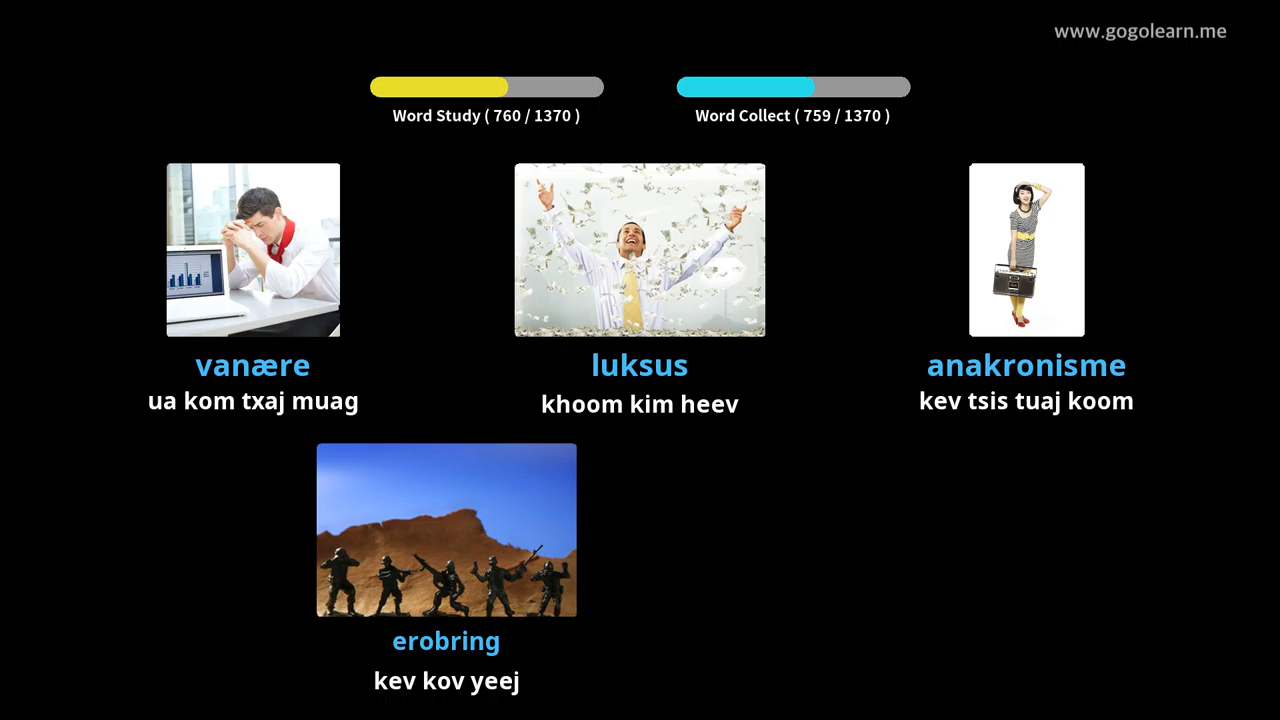 www.gogolearn.me
Word Study ( 760 / 1370 )
Word Collect ( 759 / 1370 )
vanære
ua kom txaj muag
luksus
khoom kim heev
anakronisme
kev tsis tuaj koom
erobring
kev kov yeej